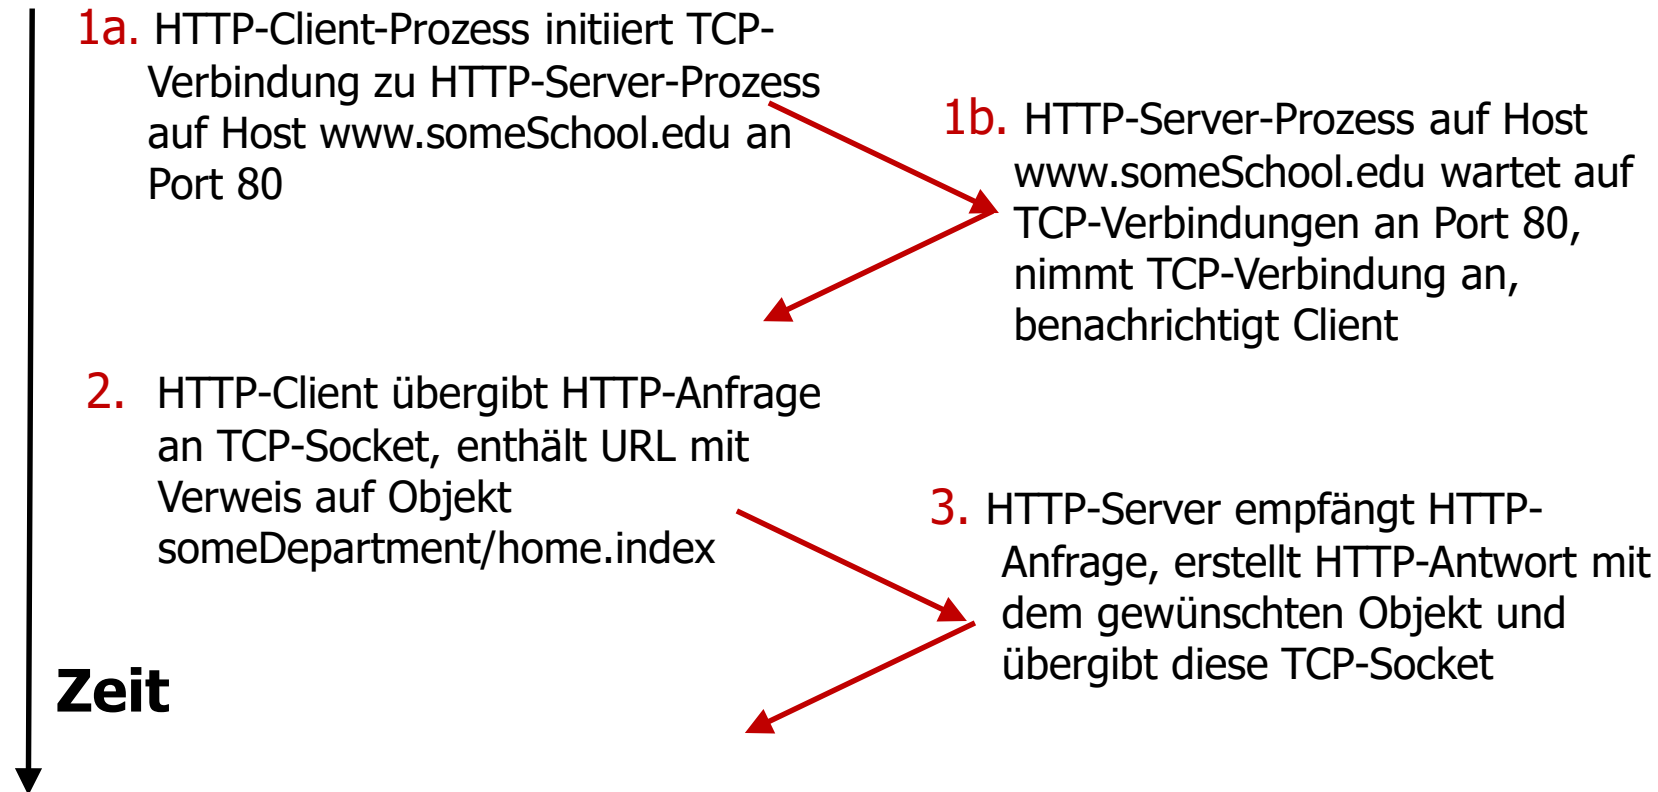 1a. HTTP-Client-Prozess initiiert TCP-
Verbindung zu HTTP-Server-Prozess
auf Host www.someSchool.edu an
Port 80
1b. HTTP-Server-Prozess auf Host
www.someSchool.edu wartet auf
TCP-Verbindungen an Port 80,
nimmt TCP-Verbindung an,
benachrichtigt Client
2. HTTP-Client übergibt HTTP-Anfrage
an TCP-Socket, enthält URL mit
Verweis auf Objekt
someDepartment/home.index
3. HTTP-Server empfängt HTTP-
Anfrage, erstellt HTTP-Antwort mit
dem gewünschten Objekt und
übergibt diese TCP-Socket
Zeit